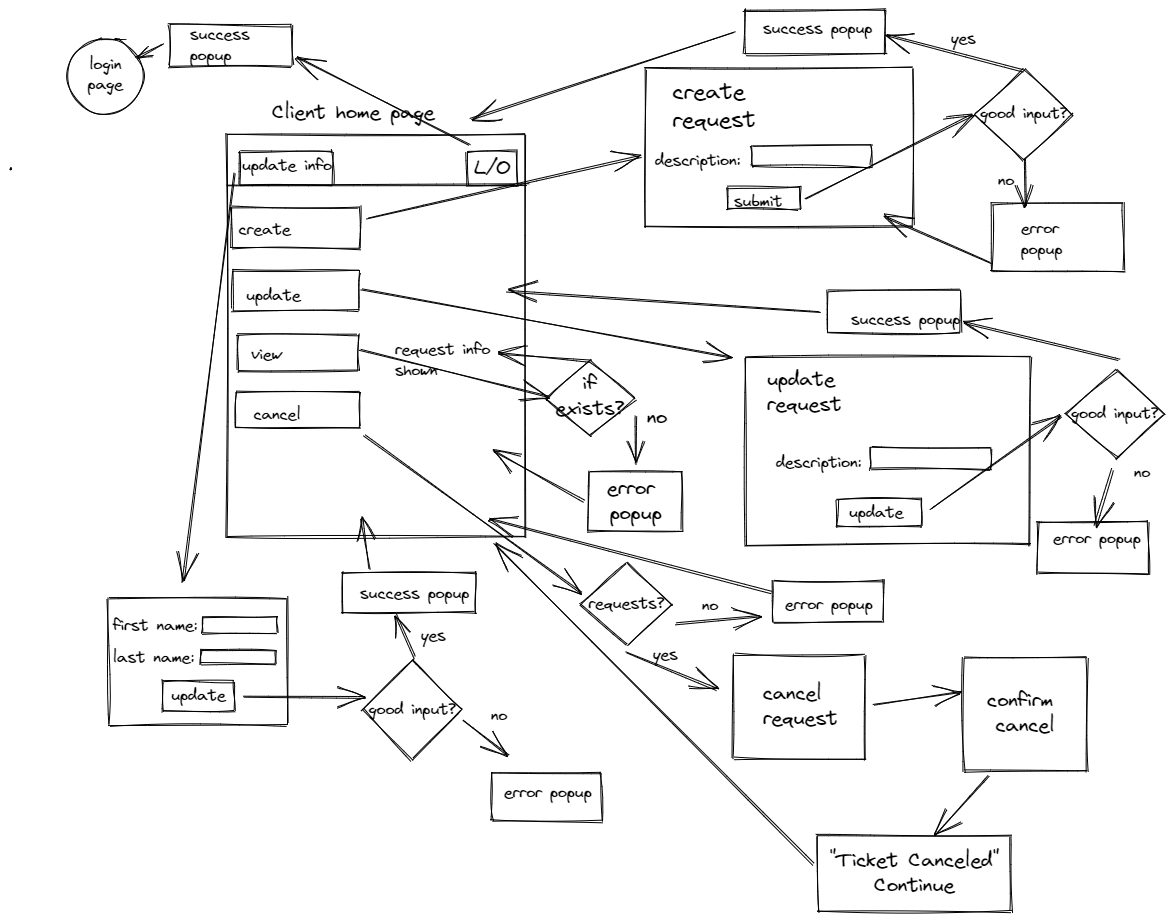 success
popup
login
page
Client home page
update info
L/O
create
update
view
cancel
request info
shown
if
exists?
no
error
popup
success popup
yes
create
request
description:
submit
good input?
no
error
popup
success popup
update
request
description:
update
good input?
no
error popup
requests?
no
error popup
yes
cancel
request
confirm
cancel
"Ticket Canceled"
Continue
first name:
last name:
update
success popup
yes
good input?
no
error popup